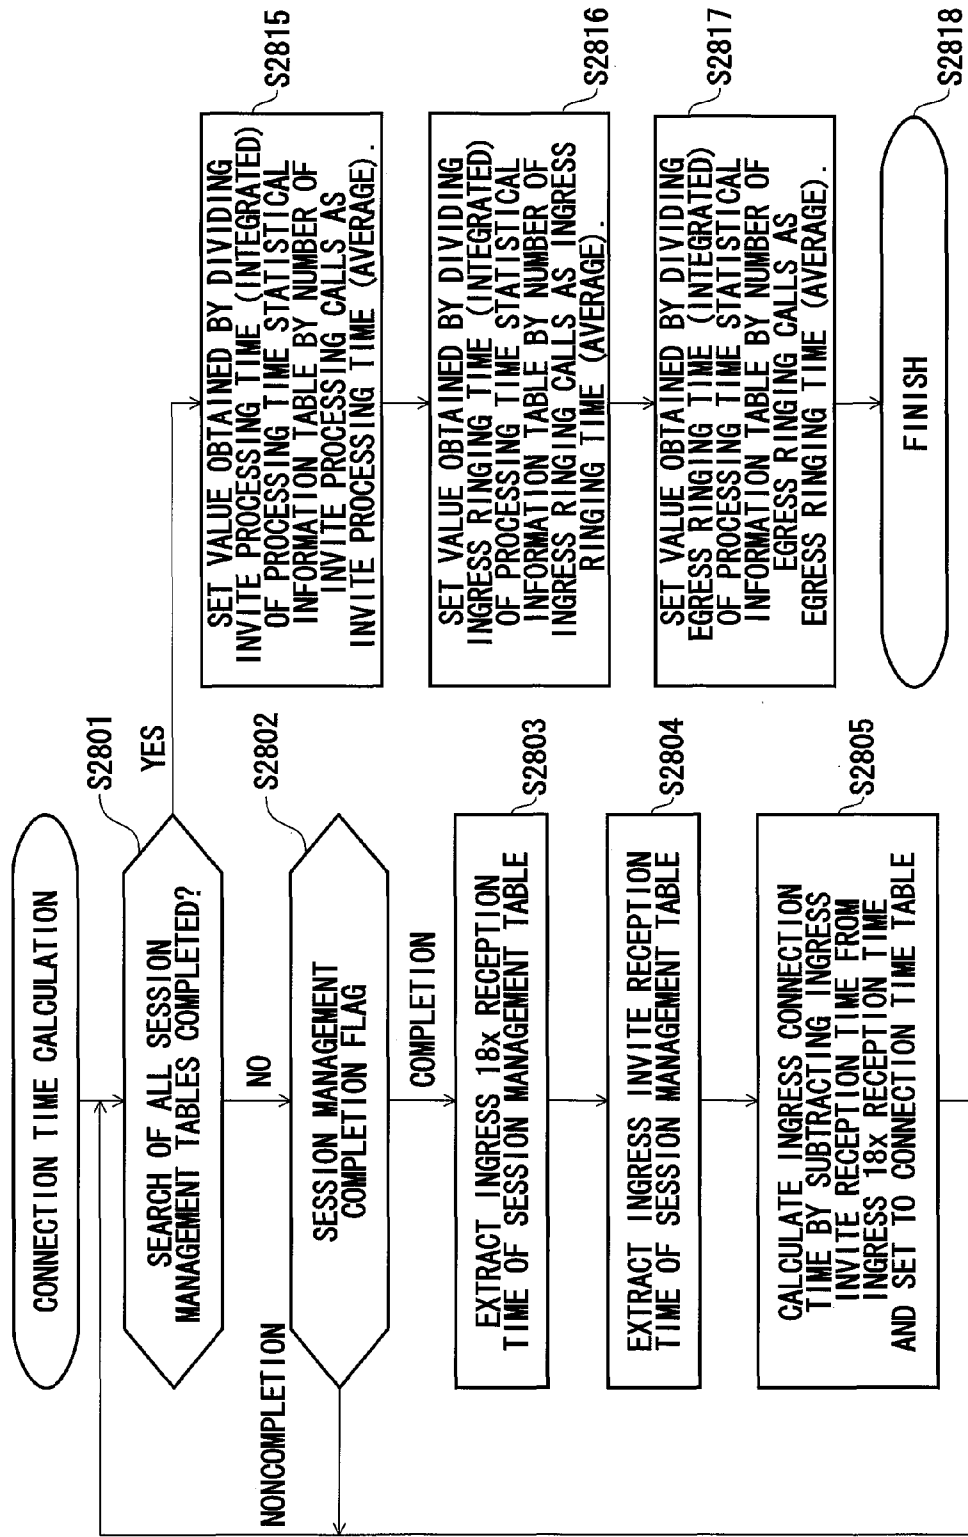 CONNECTION TIME CALCULATION
S2801
SEARCH OF ALL SESSION
MANAGEMENT TABLES COMPLETED?
YES
NO
S2802
SESSION MANAGEMENT
COMPLETION FLAG
NONCOMPLETION
COMPLETION
S2803
EXTRACT INGRESS 18x RECEPTION
TIME OF SESSION MANAGEMENT TABLE
S2804
EXTRACT INGRESS INVITE RECEPTION
TIME OF SESSION MANAGEMENT TABLE
S2805
CALCULATE INGRESS CONNECTION
TIME BY SUBTRACTING INGRESS
INVITE RECEPTION TIME FROM
INGRESS 18x RECEPTION TIME
AND SET TO CONNECTION TIME TABLE
S2815
SET VALUE OBTAINED BY DIVIDING
INVITE PROCESSING TIME (INTEGRATED)
OF PROCESSING TIME STATISTICAL
INFORMATION TABLE BY NUMBER OF
INVITE PROCESSING CALLS AS
INVITE PROCESSING TIME (AVERAGE).
S2816
SET VALUE OBTAINED BY DIVIDING
INGRESS RINGING TIME (INTEGRATED)
OF PROCESSING TIME STATISTICAL
INFORMATION TABLE BY NUMBER OF
INGRESS RINGING CALLS AS INGRESS
RINGING TIME (AVERAGE).
S2817
SET VALUE OBTAINED BY DIVIDING
EGRESS RINGING TIME (INTEGRATED)
OF PROCESSING TIME STATISTICAL
INFORMATION TABLE BY NUMBER OF
EGRESS RINGING CALLS AS
EGRESS RINGING TIME (AVERAGE).
S2818
FINISH